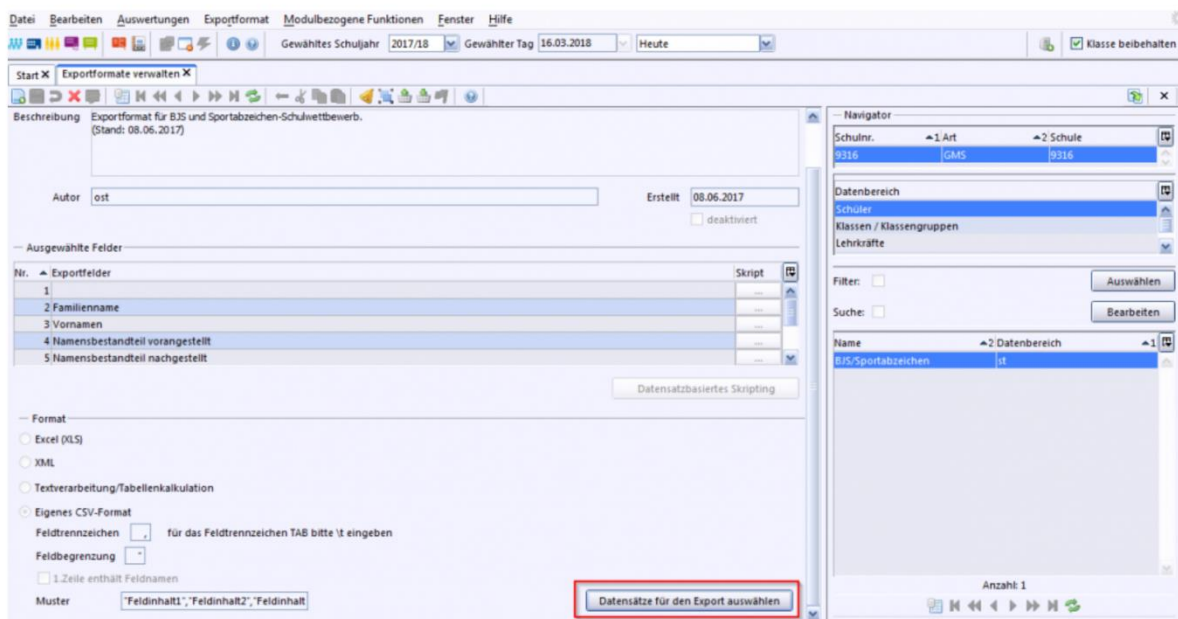 Datei Bearbeiten Auswertungen Exportformat Modulbezogene Funktionen Fenster Hilfe
Gewähltes Schuljahr 2017/18 Gewählter Tag 16.03.2018 Heute Klasse beibehalten
Start X Exportformate verwalten X
Beschreibung Exportformat für BJS und Sportabzeichen-Schulwettbewerb.
(Stand: 08.06.2017)
Autor ost Erstellt 08.06.2017
deaktiviert
Ausgewählte Felder
Nr. Exportfelder Skript
1 ...
2 Familienname ...
3 Vornamen ...
4 Namensbestandteil vorangestellt ...
5 Namensbestandteil nachgestellt ...
Datensatzbasiertes Skripting
Format
Excel (XLS)
XML
Textverarbeitung/Tabellenkalkulation
Eigenes CSV-Format
Feldtrennzeichen , für das Feldtrennzeichen TAB bitte \t eingeben
Feldbegrenzung "
1.Zeile enthält Feldnamen
Muster "Feldinhalt1","Feldinhalt2","Feldinhalt
Datensätze für den Export auswählen
Navigator
Schulnr. 1 Art 2 Schule
9316 GMS 9316
Datenbereich
Schüler
Klassen / Klassengruppen
Lehrkräfte
Filter: Auswählen
Suche: Bearbeiten
Name 2 Datenbereich 1
BJS/Sportabzeichen st
Anzahl: 1